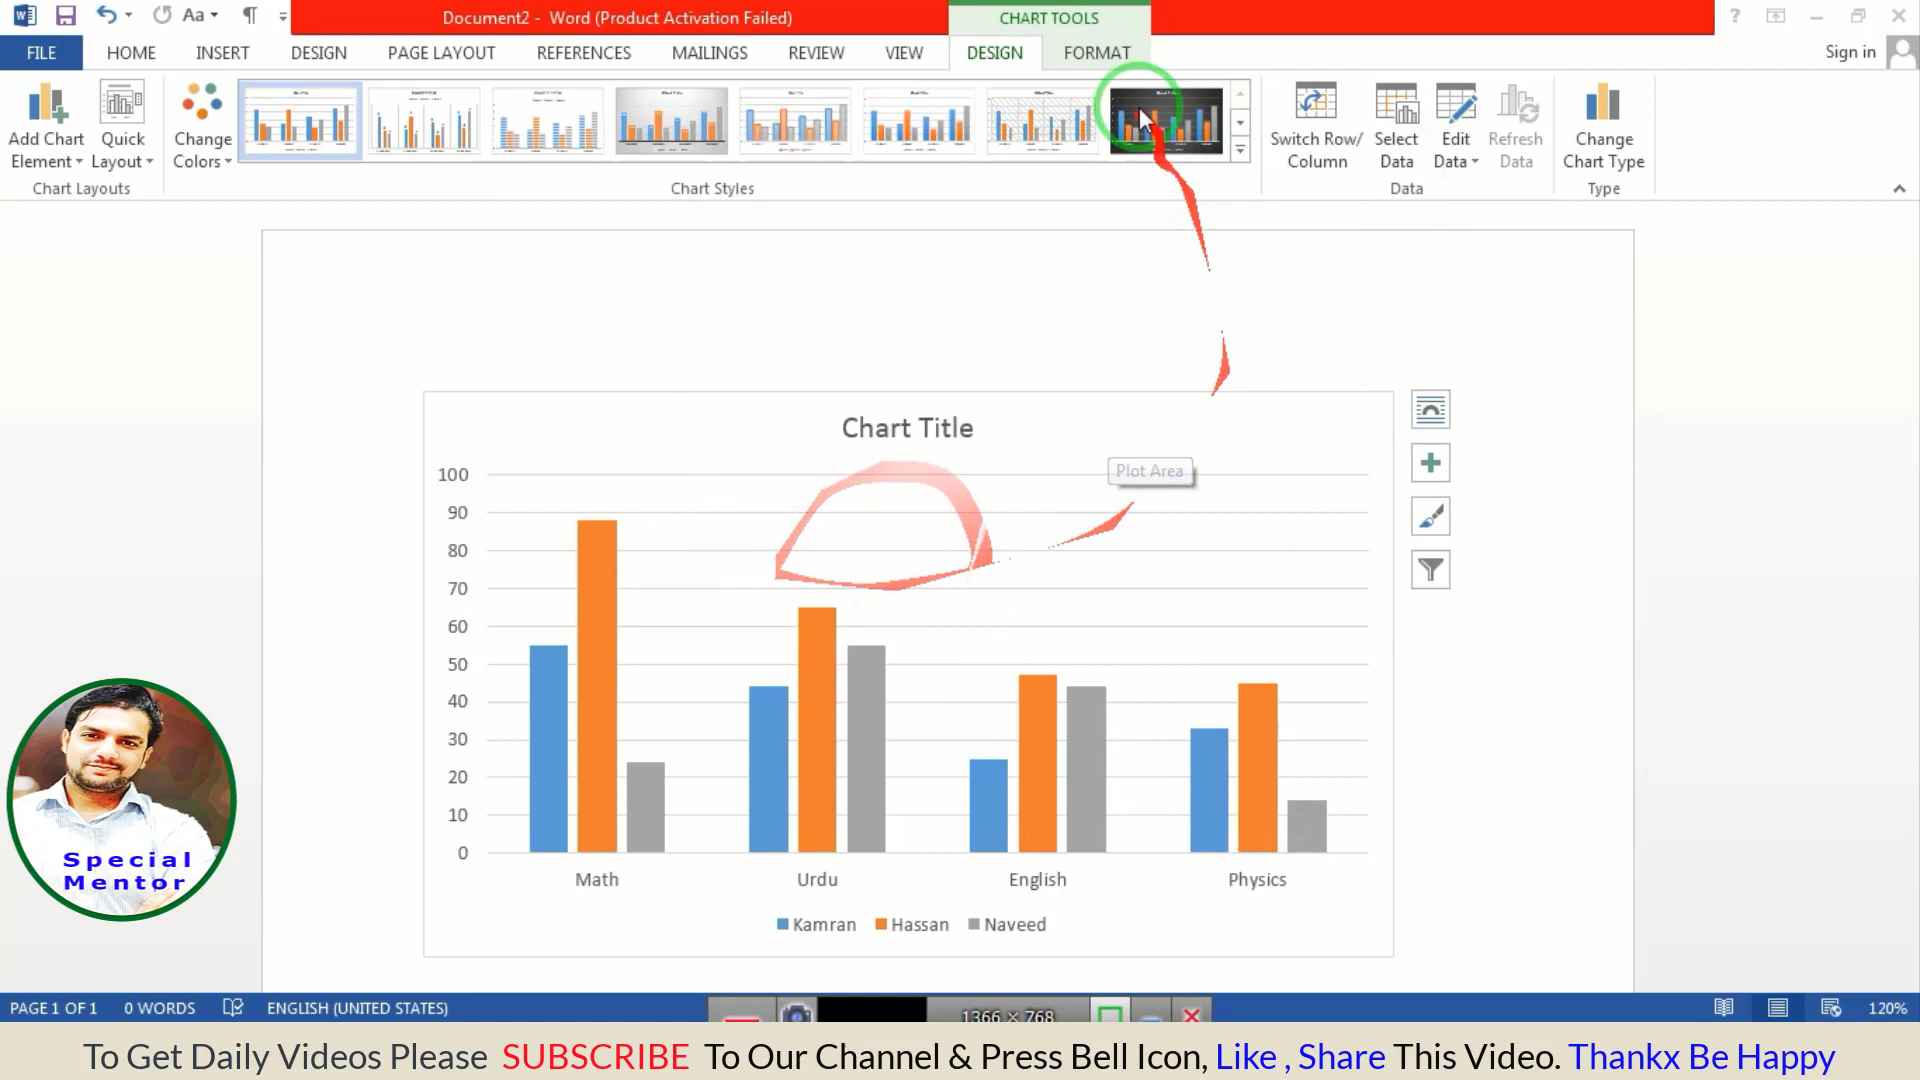 Document2 - Word (Product Activation Failed)
CHART TOOLS
FILE
HOME
INSERT
DESIGN
PAGE LAYOUT
REFERENCES
MAILINGS
REVIEW
VIEW
DESIGN
FORMAT
Sign in
Aa
Add Chart
Element
Quick
Layout
Change
Colors
Switch Row/
Column
Select
Data
Edit
Data
Refresh
Data
Change
Chart Type
Chart Layouts
Chart Styles
Data
Type
Chart Title
Plot Area
100
90
80
70
60
50
40
30
20
10
0
Math
Urdu
English
Physics
Kamran
Hassan
Naveed
Special
Mentor
PAGE 1 OF 1
0 WORDS
ENGLISH (UNITED STATES)
1366 × 768
120%
To Get Daily Videos Please SUBSCRIBE To Our Channel & Press Bell Icon, Like , Share This Video. Thankx Be Happy